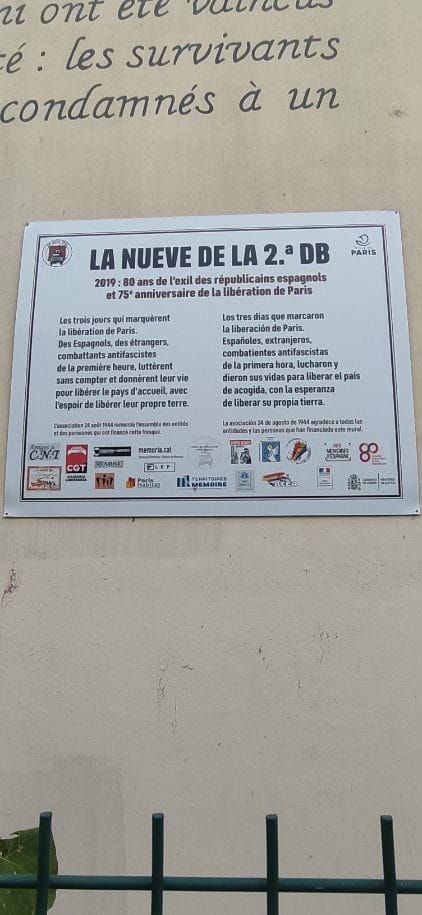 ni ont été vaincus
té : les survivants
condamnés à un
LA NUEVE DE LA 2.ª DB
PARIS
2019 : 80 ans de l'exil des républicains espagnols
et 75e anniversaire de la libération de Paris
Les trois jours qui marquèrent
la libération de Paris.
Des Espagnols, des étrangers,
combattants antifascistes
de la première heure, luttèrent
sans compter et donnèrent leur vie
pour libérer le pays d'accueil, avec
l'espoir de libérer leur propre terre.
L'association 24 août 1944 remercie l'ensemble des entités
et des personnes qui ont financé cette fresque.
Los tres días que marcaron
la liberación de Paris.
Españoles, extranjeros,
combatientes antifascistas
de la primera hora, lucharon y
dieron sus vidas para liberar el país
de acogida, con la esperanza
de liberar su propia tierra.
La asociación 24 de agosto de 1944 agradece a todas las
entidades y las personas que han financiado este mural.
Amigos de
CNT
CGT
memoria.cat
FLEF
Paris
Habitat
TERRITOIRES
MÉMOIRE
MÉMOIRES
D'ESPAGNE
80